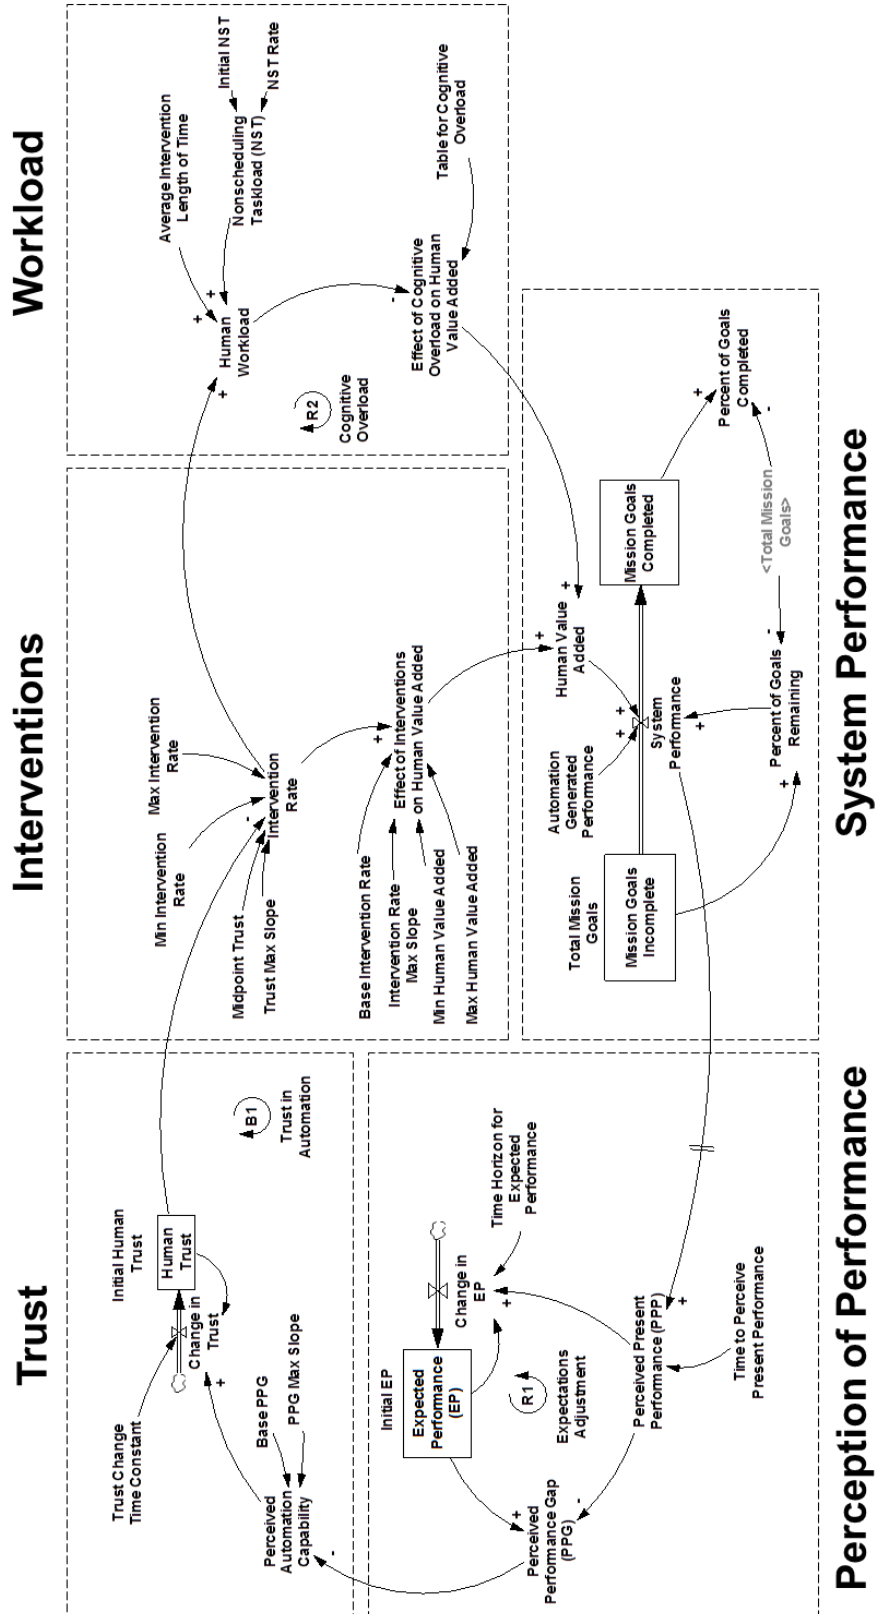 Trust
Trust Change
Time Constant
Initial Human
Trust
Human
Trust
Change in
Trust
+
Base PPG
PPG Max Slope
Perceived
Automation
Capability
-
B1
Trust in
Automation
Interventions
Min Intervention
Rate
Max Intervention
Rate
Midpoint Trust
Trust Max Slope
-
Intervention
Rate
Base Intervention Rate
Intervention Rate
Max Slope
Min Human Value Added
Max Human Value Added
+
Effect of Interventions
on Human Value Added
Workload
Average Intervention
Length of Time
Initial NST
NST Rate
Nonscheduling
Taskload (NST)
+
+
+
Human
Workload
R2
Cognitive
Overload
Table for Cognitive
Overload
-
Effect of Cognitive
Overload on Human
Value Added
Perception of Performance
Initial EP
Expected
Performance
(EP)
Change in
EP
+
Time Horizon for
Expected
Performance
R1
Expectations
Adjustment
+
Perceived
Performance Gap
(PPG)
-
Perceived Present
Performance (PPP)
+
Time to Perceive
Present Performance
System Performance
Total Mission
Goals
Mission Goals
Incomplete
Automation
Generated
Performance
+
+
System
Performance
+
+
+
Human Value
Added
Mission Goals
Completed
+
Percent of Goals
Completed
-
<Total Mission
Goals>
-
Percent of Goals
Remaining
+